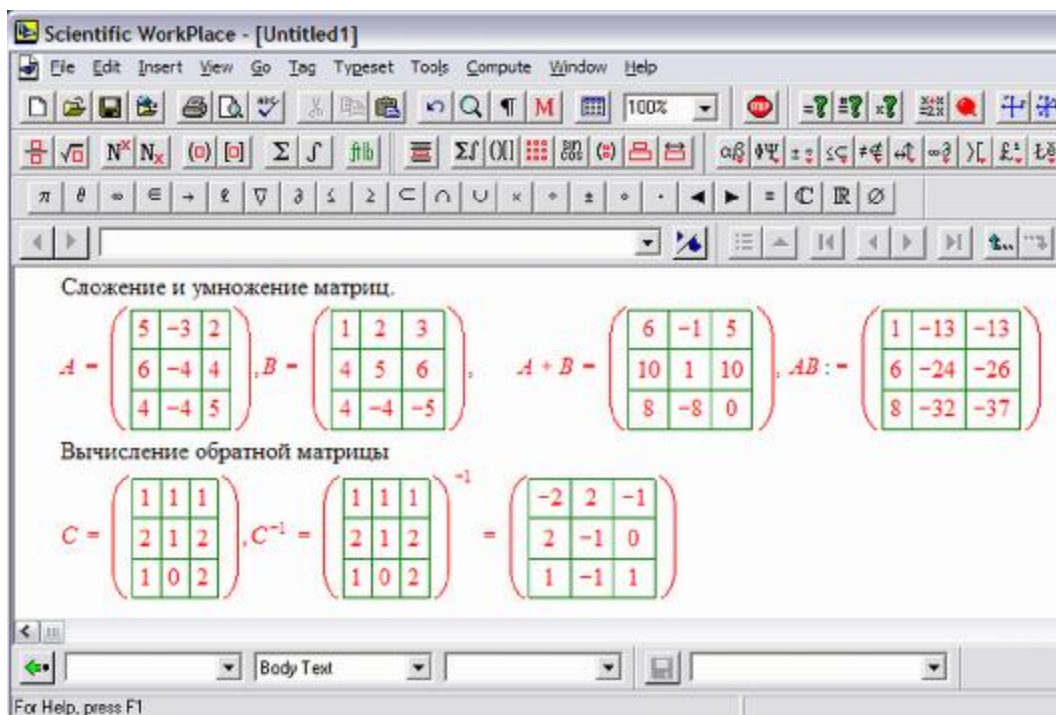 Scientific WorkPlace - [Untitled1]
File Edit Insert View Go Tag Typeset Tools Compute Window Help
100%
Сложение и умножение матриц.
A = ( 5 −3 2
6 −4 4
4 −4 5 ), B = ( 1 2 3
4 5 6
4 −4 −5 ), A + B = ( 6 −1 5
10 1 10
8 −8 0 ), AB := ( 1 −13 −13
6 −24 −26
8 −32 −37 )
Вычисление обратной матрицы
C = ( 1 1 1
2 1 2
1 0 2 ), C⁻¹ = ( 1 1 1
2 1 2
1 0 2 )⁻¹ = ( −2 2 −1
2 −1 0
1 −1 1 )
Body Text
For Help, press F1